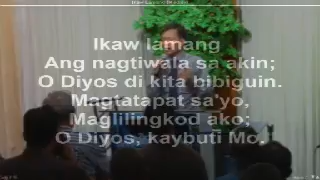 Ikaw lamang
Ang nagtiwala sa akin;
O Diyos di kita bibiguin.
Magtatapat sa'yo,
Maglilingkod ako;
O Diyos, kaybuti Mo.